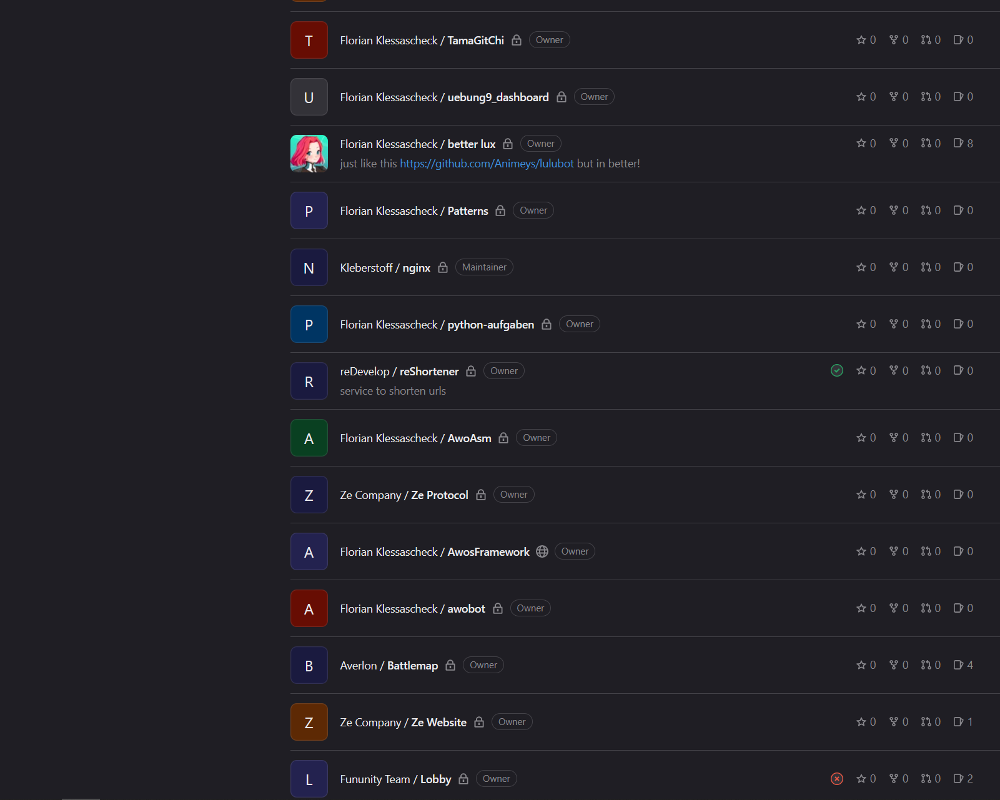 T Florian Klessascheck / TamaGitChi Owner 0 0 0 0
U Florian Klessascheck / uebung9_dashboard Owner 0 0 0 0
Florian Klessascheck / better lux Owner 0 0 0 8
just like this https://github.com/Animeys/lulubot but in better!
P Florian Klessascheck / Patterns Owner 0 0 0 0
N Kleberstoff / nginx Maintainer 0 0 0 0
P Florian Klessascheck / python-aufgaben Owner 0 0 0 0
R reDevelop / reShortener Owner 0 0 0 0
service to shorten urls
A Florian Klessascheck / AwoAsm Owner 0 0 0 0
Z Ze Company / Ze Protocol Owner 0 0 0 0
A Florian Klessascheck / AwosFramework Owner 0 0 0 0
A Florian Klessascheck / awobot Owner 0 0 0 0
B Averlon / Battlemap Owner 0 0 0 4
Z Ze Company / Ze Website Owner 0 0 0 1
L Fununity Team / Lobby Owner 0 0 0 2